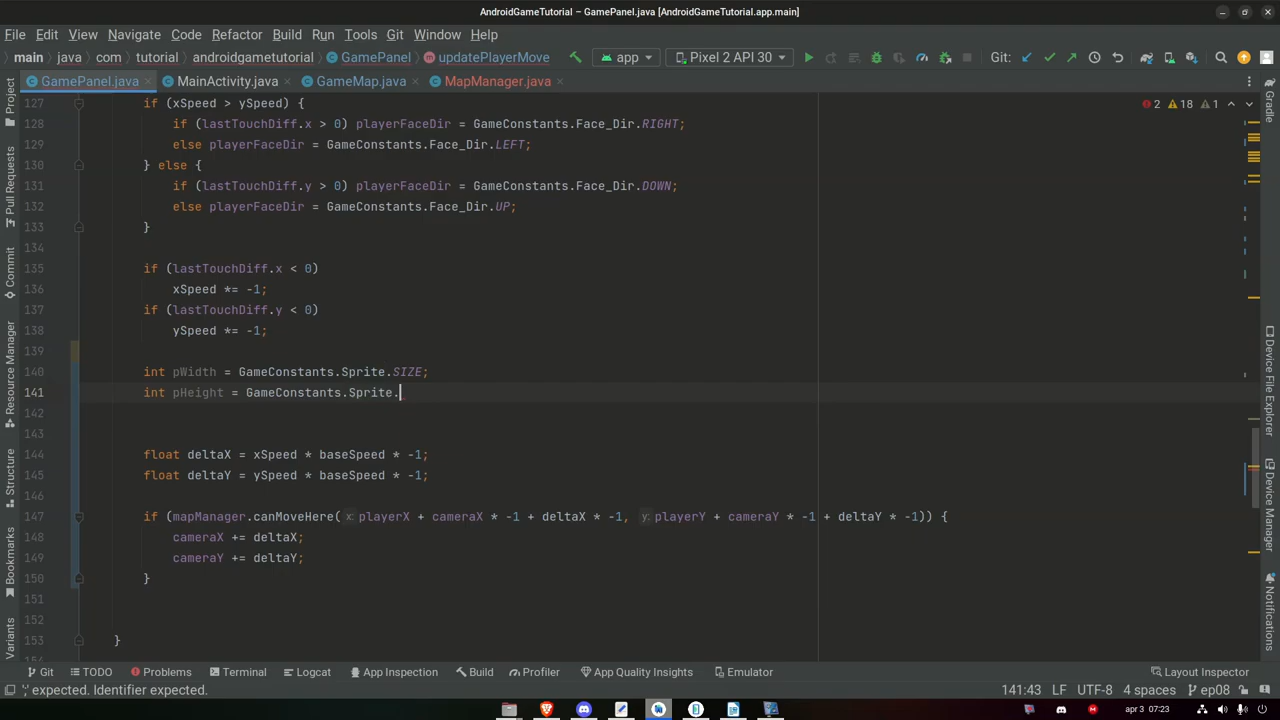 AndroidGameTutorial – GamePanel.java [AndroidGameTutorial.app.main]
File Edit View Navigate Code Refactor Build Run Tools Git Window Help
main java com tutorial androidgametutorial GamePanel updatePlayerMove app Pixel 2 API 30 Git:
GamePanel.java MainActivity.java GameMap.java MapManager.java
2 18 1
127 if (xSpeed > ySpeed) {
128 if (lastTouchDiff.x > 0) playerFaceDir = GameConstants.Face_Dir.RIGHT;
129 else playerFaceDir = GameConstants.Face_Dir.LEFT;
130 } else {
131 if (lastTouchDiff.y > 0) playerFaceDir = GameConstants.Face_Dir.DOWN;
132 else playerFaceDir = GameConstants.Face_Dir.UP;
133 }
134
135 if (lastTouchDiff.x < 0)
136 xSpeed *= -1;
137 if (lastTouchDiff.y < 0)
138 ySpeed *= -1;
139
140 int pWidth = GameConstants.Sprite.SIZE;
141 int pHeight = GameConstants.Sprite.
142
143
144 float deltaX = xSpeed * baseSpeed * -1;
145 float deltaY = ySpeed * baseSpeed * -1;
146
147 if (mapManager.canMoveHere( x: playerX + cameraX * -1 + deltaX * -1, y: playerY + cameraY * -1 + deltaY * -1)) {
148 cameraX += deltaX;
149 cameraY += deltaY;
150 }
151
152
153 }
Project
Pull Requests
Commit
Resource Manager
Structure
Bookmarks
Variants
Gradle
Device File Explorer
Device Manager
Notifications
Git TODO Problems Terminal Logcat App Inspection Build Profiler App Quality Insights Emulator Layout Inspector
';' expected. Identifier expected. 141:43 LF UTF-8 4 spaces ep08
apr 3 07:23